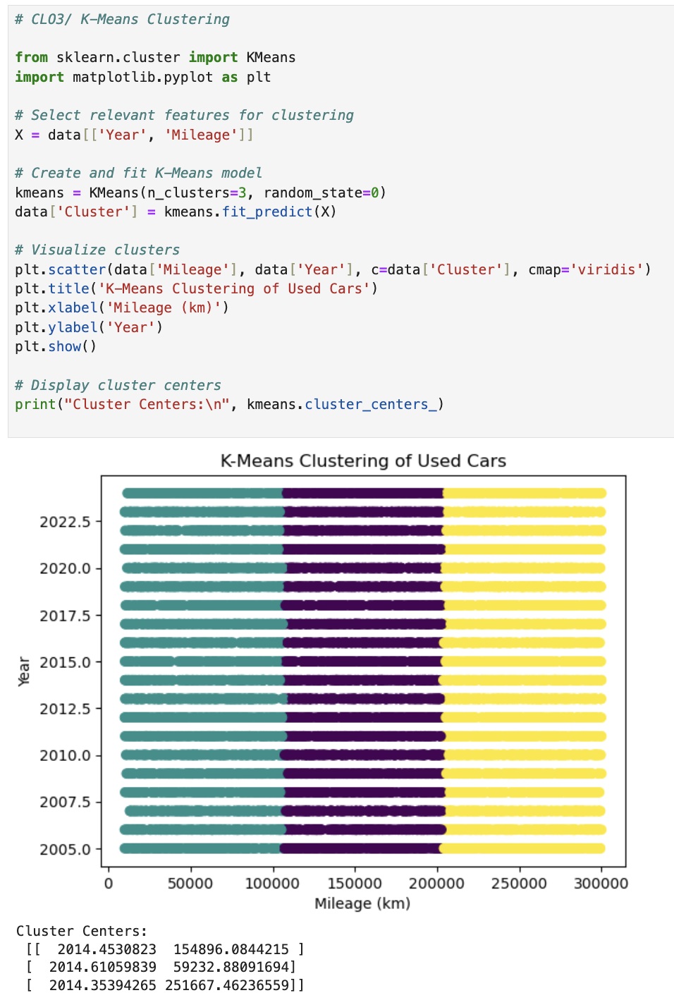 # CLO3/ K-Means Clustering
from sklearn.cluster import KMeans
import matplotlib.pyplot as plt
# Select relevant features for clustering
X = data[['Year', 'Mileage']]
# Create and fit K-Means model
kmeans = KMeans(n_clusters=3, random_state=0)
data['Cluster'] = kmeans.fit_predict(X)
# Visualize clusters
plt.scatter(data['Mileage'], data['Year'], c=data['Cluster'], cmap='viridis')
plt.title('K-Means Clustering of Used Cars')
plt.xlabel('Mileage (km)')
plt.ylabel('Year')
plt.show()
# Display cluster centers
print("Cluster Centers:\n", kmeans.cluster_centers_)
K-Means Clustering of Used Cars
2022.5
2020.0
2017.5
2015.0
2012.5
2010.0
2007.5
2005.0
Year
0 50000 100000 150000 200000 250000 300000
Mileage (km)
Cluster Centers:
[[ 2014.4530823 154896.0844215 ]
[ 2014.61059839 59232.88091694]
[ 2014.35394265 251667.46236559]]